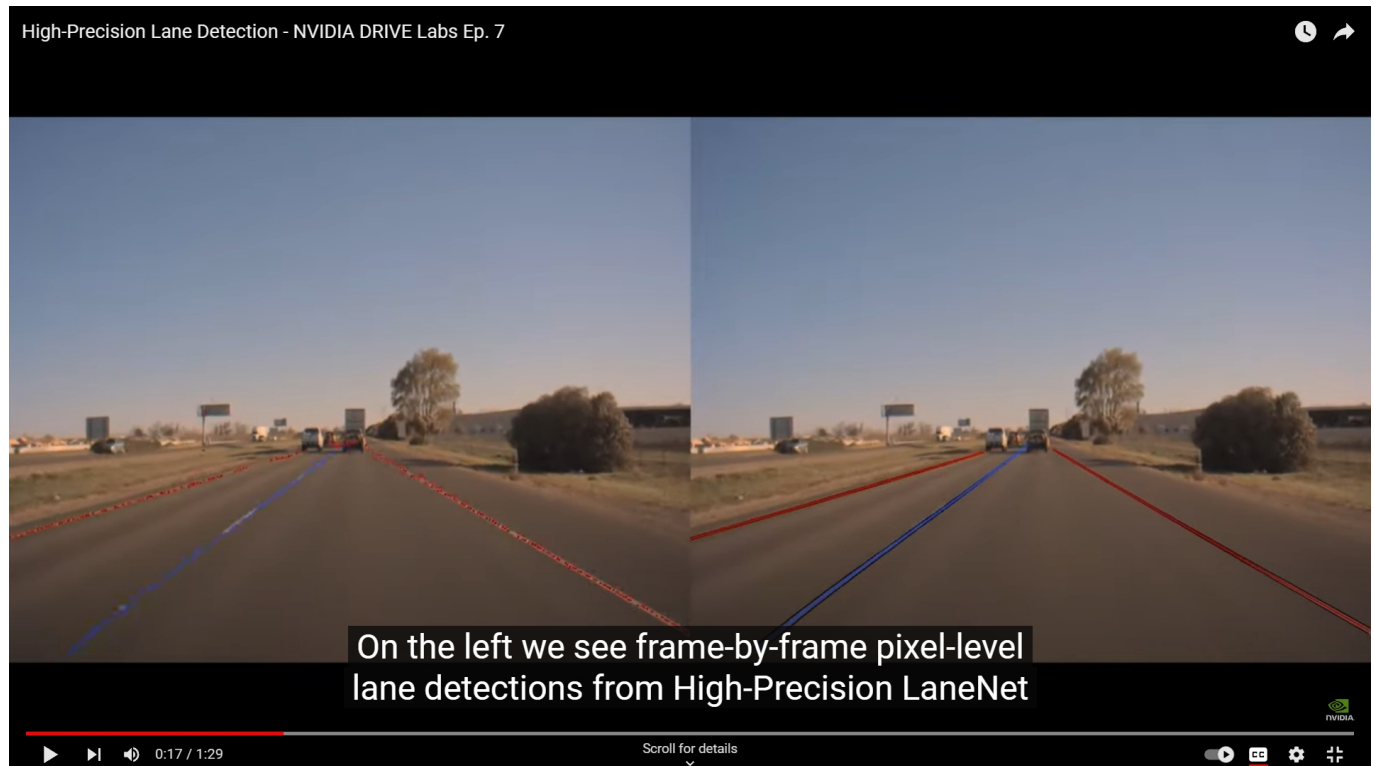 High-Precision Lane Detection - NVIDIA DRIVE Labs Ep. 7
On the left we see frame-by-frame pixel-level
lane detections from High-Precision LaneNet
NVIDIA
0:17 / 1:29
Scroll for details
CC